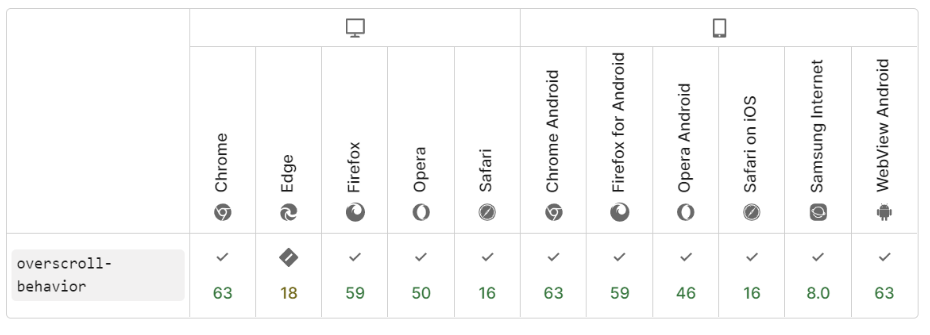 Chrome
Edge
Firefox
Opera
Safari
Chrome Android
Firefox for Android
Opera Android
Safari on iOS
Samsung Internet
WebView Android
overscroll-
behavior
63
18
59
50
16
63
59
46
16
8.0
63